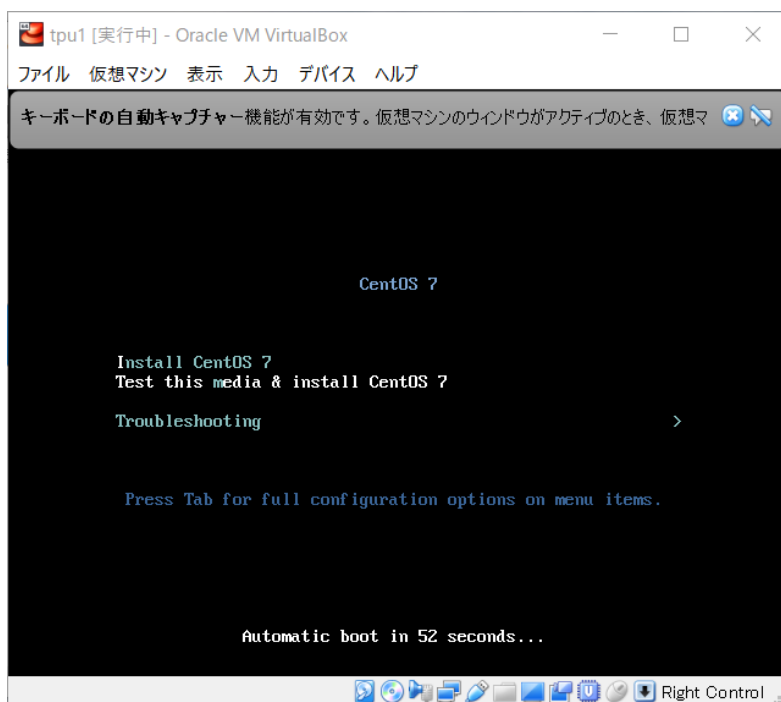 tpu1 [実行中] - Oracle VM VirtualBox
ファイル 仮想マシン 表示 入力 デバイス ヘルプ
キーボードの自動キャプチャー機能が有効です。仮想マシンのウィンドウがアクティブのとき、仮想マ
CentOS 7
Install CentOS 7
Test this media & install CentOS 7
Troubleshooting >
Press Tab for full configuration options on menu items.
Automatic boot in 52 seconds...
Right Control